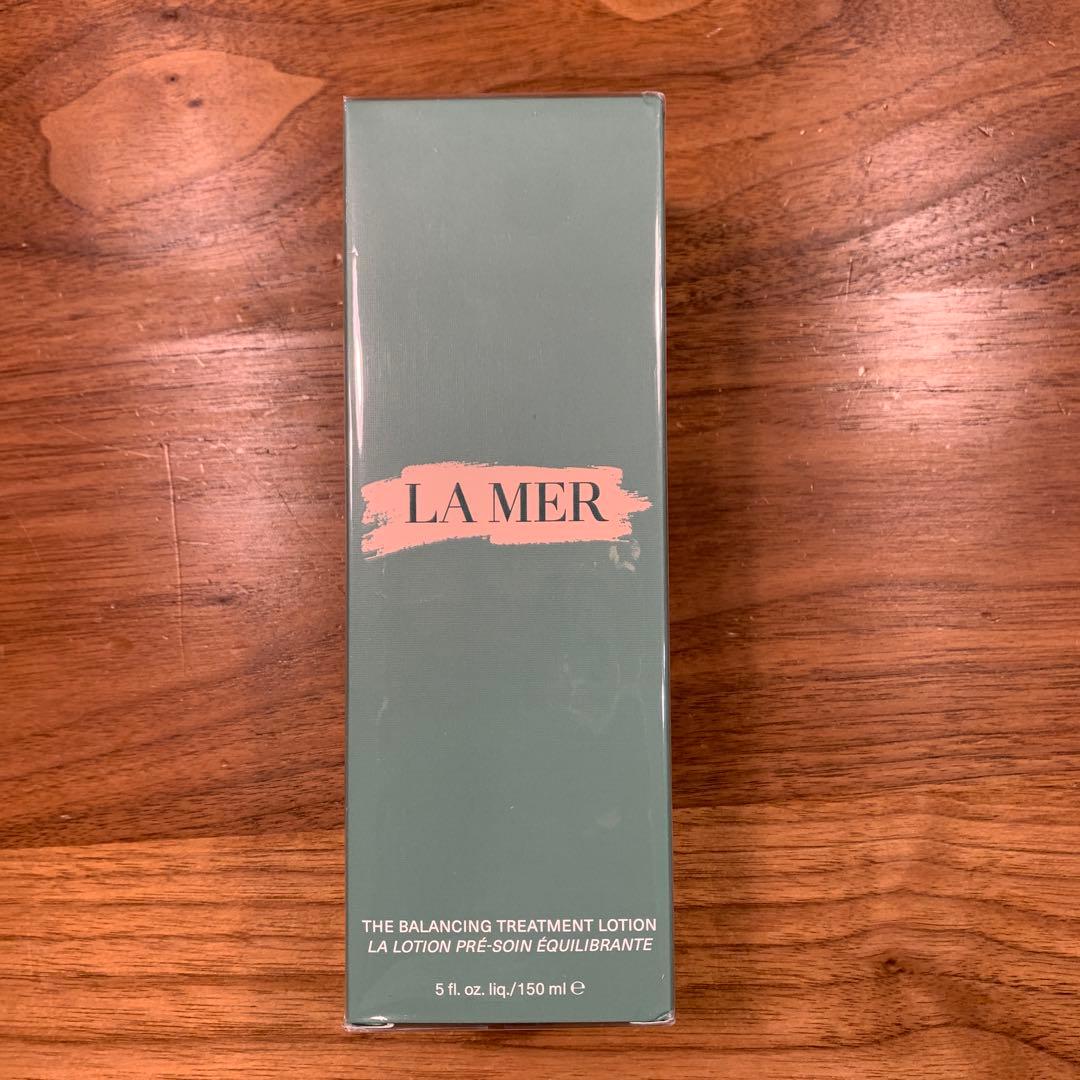 LA MER
THE BALANCING TREATMENT LOTION
LA LOTION PRÉ-SOIN ÉQUILIBRANTE
5 fl. oz. liq./150 ml ℮